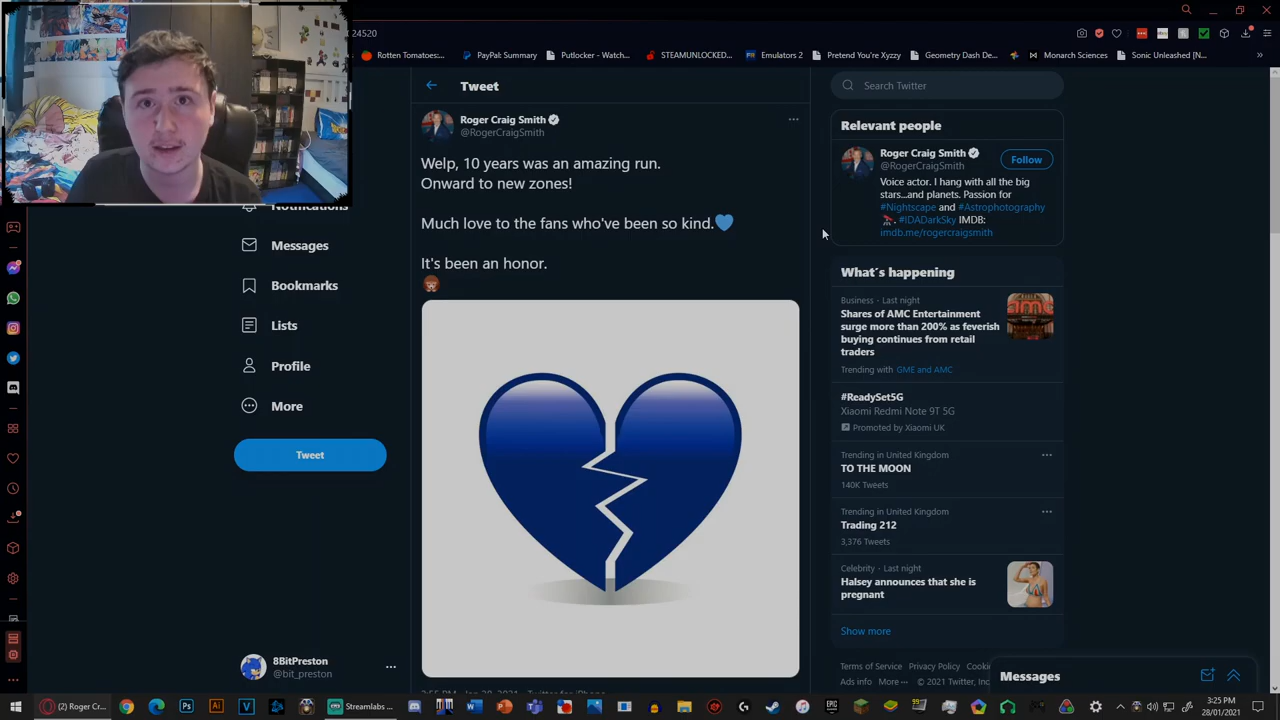 24520
Rotten Tomatoes:...
PayPal: Summary
Putlocker - Watch...
STEAMUNLOCKED...
Emulators 2
Pretend You're Xyzzy
Geometry Dash De...
Monarch Sciences
Sonic Unleashed [N...
Tweet
Search Twitter
Roger Craig Smith
@RogerCraigSmith
Welp, 10 years was an amazing run.
Onward to new zones!
Much love to the fans who've been so kind.
It's been an honor.
Relevant people
Roger Craig Smith
@RogerCraigSmith
Follow
Voice actor. I hang with all the big
stars...and planets. Passion for
#Nightscape and #Astrophotography
. #IDADarkSky IMDB:
imdb.me/rogercraigsmith
Notifications
Messages
Bookmarks
Lists
Profile
More
Tweet
What's happening
Business · Last night
Shares of AMC Entertainment
surge more than 200% as feverish
buying continues from retail
traders
Trending with GME and AMC
#ReadySet5G
Xiaomi Redmi Note 9T 5G
Promoted by Xiaomi UK
Trending in United Kingdom
TO THE MOON
140K Tweets
Trending in United Kingdom
Trading 212
3,376 Tweets
Celebrity · Last night
Halsey announces that she is
pregnant
Show more
Terms of Service Privacy Policy
Ads info More ··· © 2021 Twitter, Inc
Messages
8BitPreston
@bit_preston
(2) Roger Cr...
Streamlabs ...
3:25 PM
28/01/2021